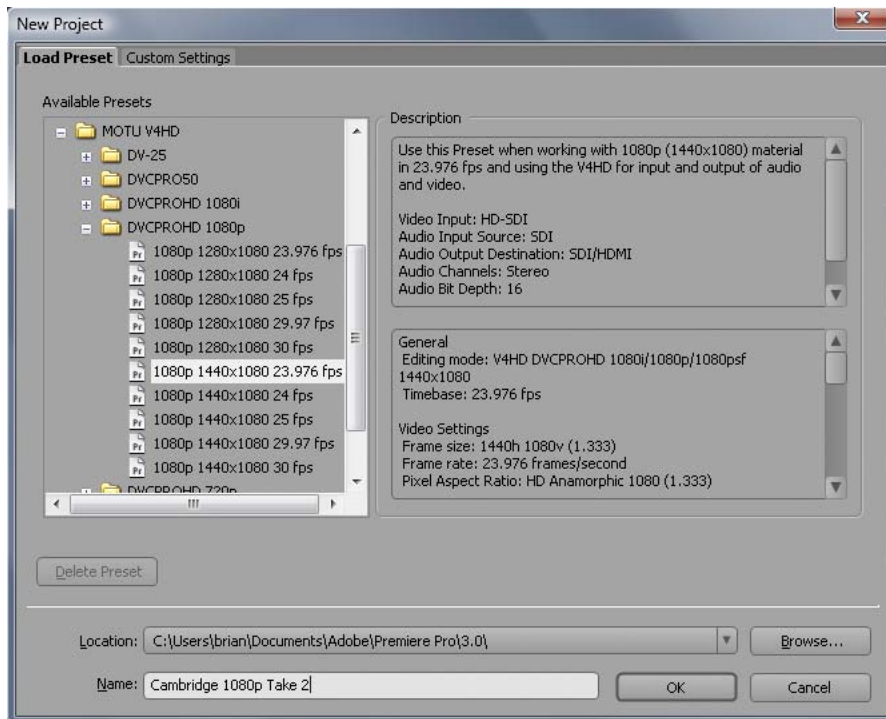 New Project
Load Preset
Custom Settings
Available Presets
MOTU V4HD
DV-25
DVCPRO50
DVCPROHD 1080i
DVCPROHD 1080p
1080p 1280x1080 23.976 fps
1080p 1280x1080 24 fps
1080p 1280x1080 25 fps
1080p 1280x1080 29.97 fps
1080p 1280x1080 30 fps
1080p 1440x1080 23.976 fps
1080p 1440x1080 24 fps
1080p 1440x1080 25 fps
1080p 1440x1080 29.97 fps
1080p 1440x1080 30 fps
DVCPROHD 720p
Description
Use this Preset when working with 1080p (1440x1080) material
in 23.976 fps and using the V4HD for input and output of audio
and video.
Video Input: HD-SDI
Audio Input Source: SDI
Audio Output Destination: SDI/HDMI
Audio Channels: Stereo
Audio Bit Depth: 16
General
Editing mode: V4HD DVCPROHD 1080i/1080p/1080psf
1440x1080
Timebase: 23.976 fps
Video Settings
Frame size: 1440h 1080v (1.333)
Frame rate: 23.976 frames/second
Pixel Aspect Ratio: HD Anamorphic 1080 (1.333)
Delete Preset
Location: C:\Users\brian\Documents\Adobe\Premiere Pro\3.0\
Browse...
Name: Cambridge 1080p Take 2
OK
Cancel